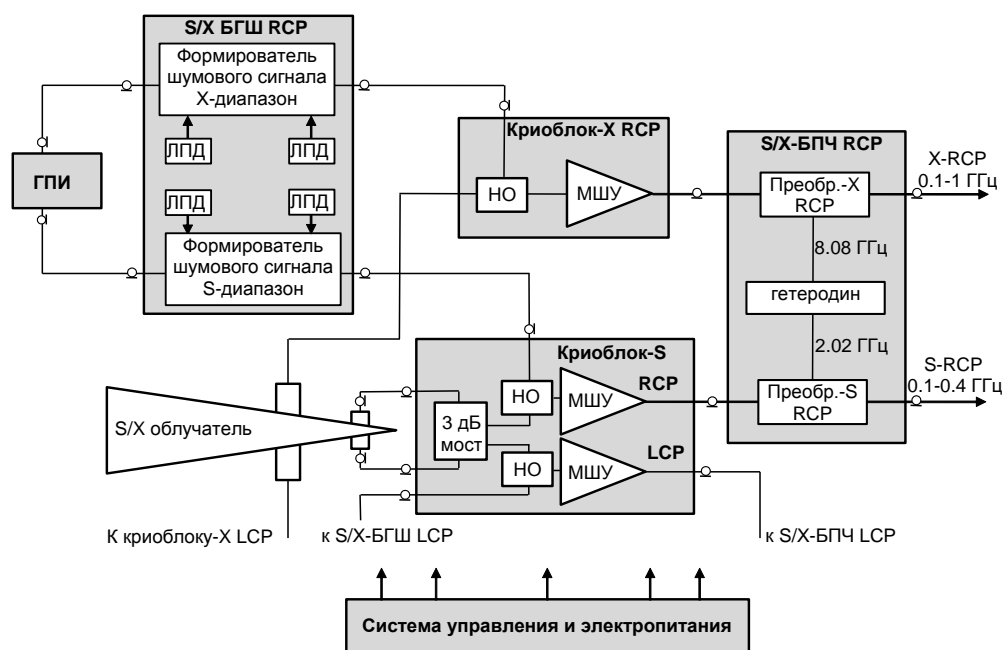 S/X БГШ RCP
Формирователь
шумового сигнала
X-диапазон
ЛПД
ЛПД
ГПИ
ЛПД
ЛПД
Формирователь
шумового сигнала
S-диапазон
Криоблок-X RCP
НО
МШУ
S/X-БПЧ RCP
Преобр.-X
RCP
8.08 ГГц
гетеродин
2.02 ГГц
Преобр.-S
RCP
X-RCP
0.1-1 ГГц
S-RCP
0.1-0.4 ГГц
Криоблок-S
RCP
НО
МШУ
3 дБ
мост
LCP
НО
МШУ
S/X облучатель
К криоблоку-X LCP
к S/X-БГШ LCP
к S/X-БПЧ LCP
Система управления и электропитания